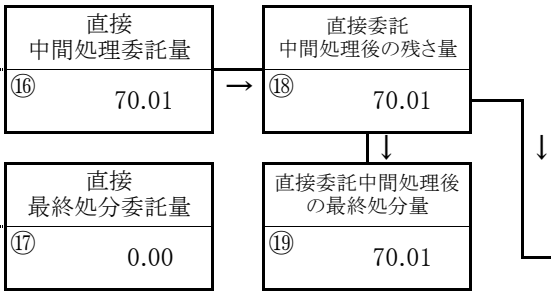 直接
中間処理委託量
⑯
70.01
→
直接委託
中間処理後の残さ量
⑱
70.01
↓
↓
直接
最終処分委託量
⑰
0.00
直接委託中間処理後
の最終処分量
⑲
70.01